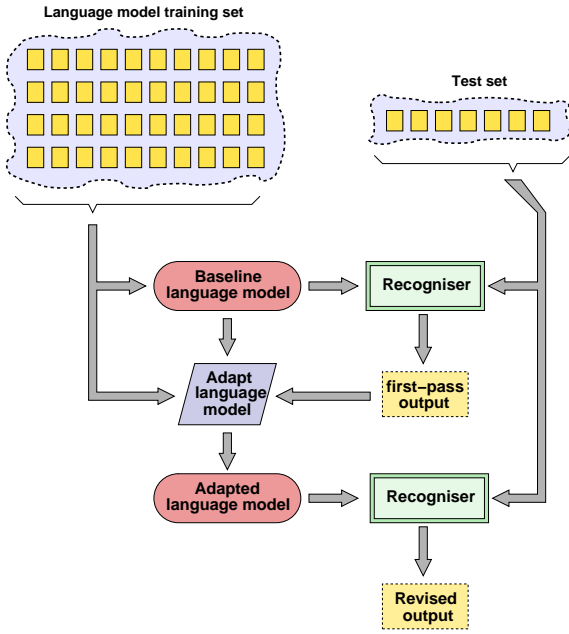 Language model training set
Test set
Baseline
language model
Recogniser
Adapt
language
model
first−pass
output
Adapted
language model
Recogniser
Revised
output